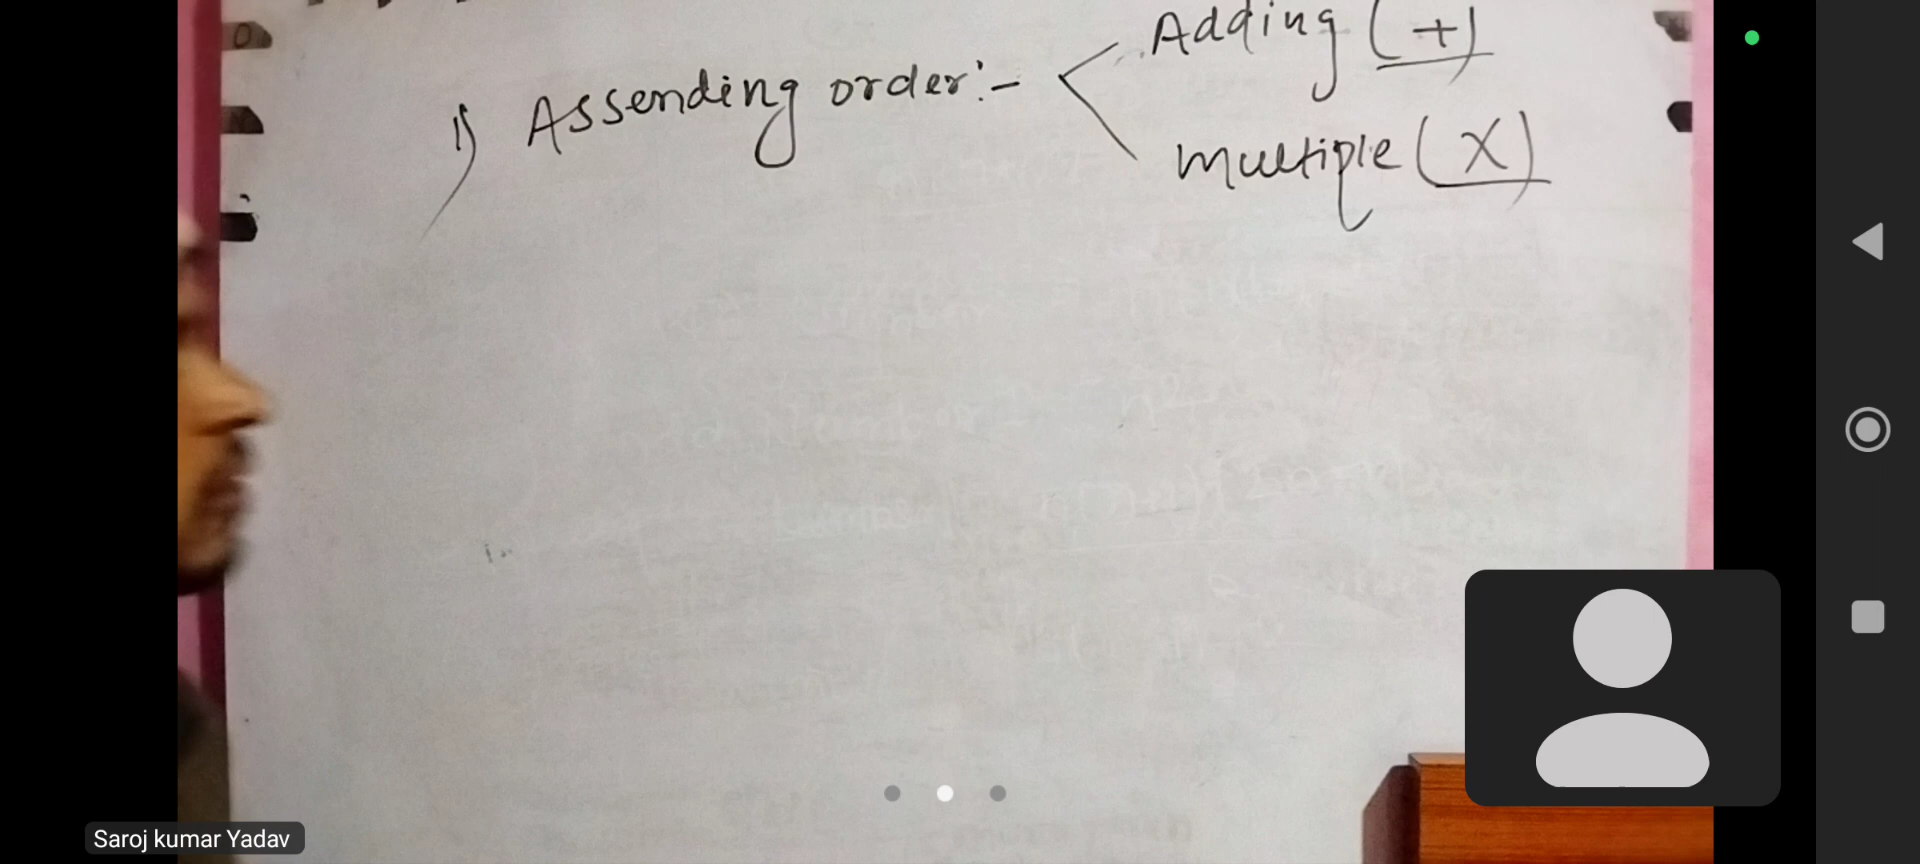 Adding (+)
1) Assending order:-
multiple (X)
Saroj kumar Yadav